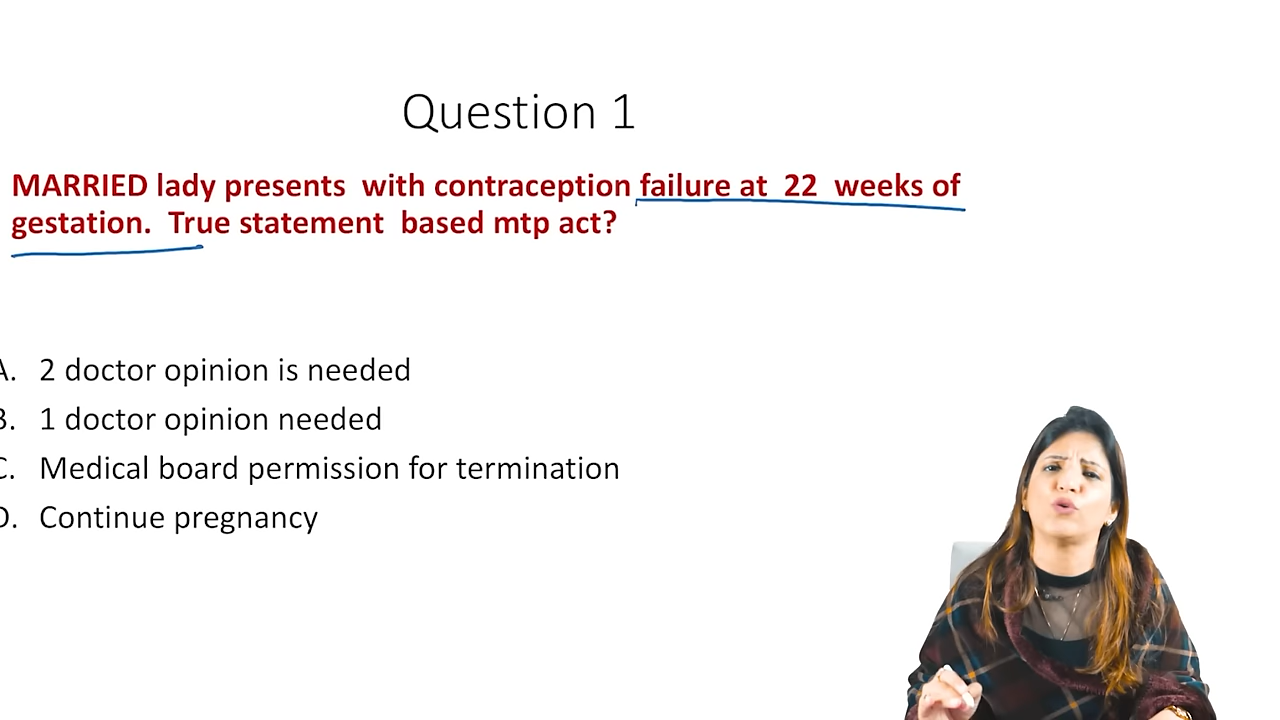 Question 1
MARRIED lady presents with contraception failure at 22 weeks of
gestation. True statement based mtp act?
A. 2 doctor opinion is needed
B. 1 doctor opinion needed
C. Medical board permission for termination
D. Continue pregnancy